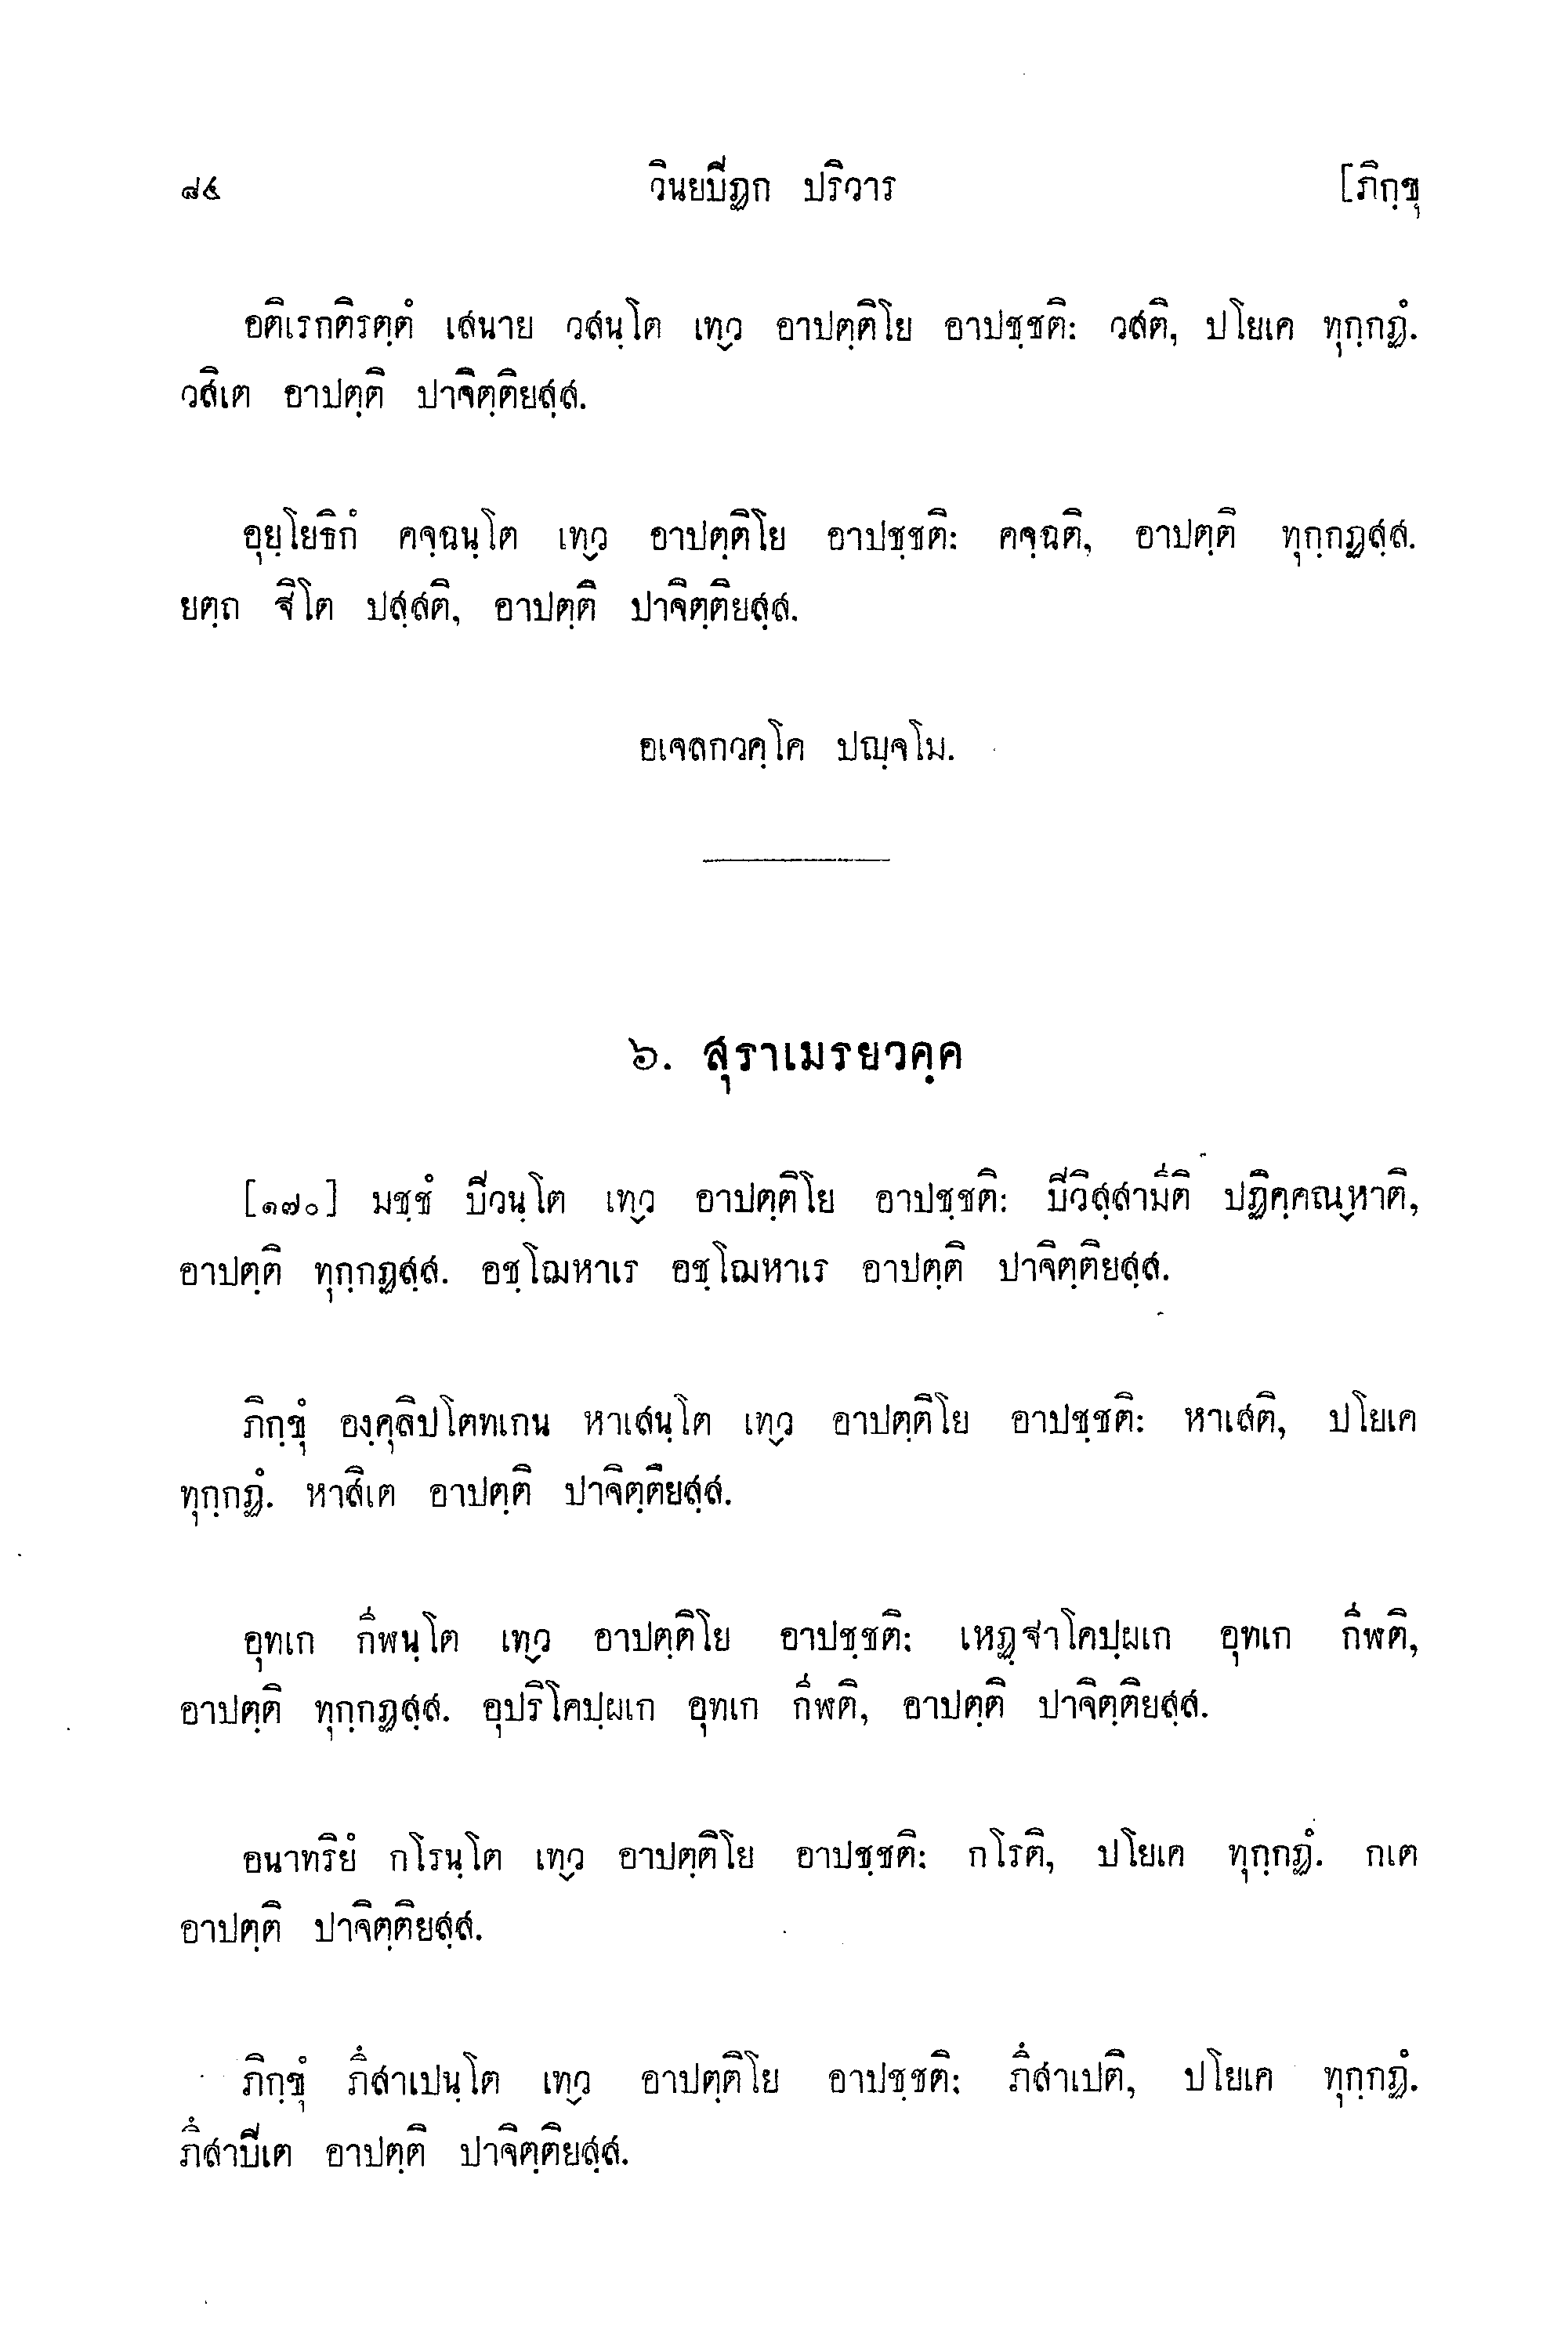 ๘๔ วินยปิฏก ปริวาร [ภิกฺขุ
อติเรกติรตฺตํ เสนาย วสนฺโต เท๎ว อาปตฺติโย อาปชฺชติ: วสติ, ปโยเค ทุกฺกฏํ.
วสิเต อาปตฺติ ปาจิตฺติยสฺส.
อุยฺโยธิกํ คจฺฉนฺโต เท๎ว อาปตฺติโย อาปชฺชติ: คจฺฉติ, อาปตฺติ ทุกฺกฏสฺส.
ยตฺถ ฐิโต ปสฺสติ, อาปตฺติ ปาจิตฺติยสฺส.
อเจลกวคฺโค ปญฺจโม.
๖. สุราเมรยวคฺค
[๑๗๐] มชฺชํ ปิวนฺโต เท๎ว อาปตฺติโย อาปชฺชติ: ปิวิสฺสามีติ ปฏิคฺคณ๎หาติ,
อาปตฺติ ทุกฺกฏสฺส. อชฺโฌหาเร อชฺโฌหาเร อาปตฺติ ปาจิตฺติยสฺส.
ภิกฺขุํ องฺคุลิปโตทเกน หาเสนฺโต เท๎ว อาปตฺติโย อาปชฺชติ: หาเสติ, ปโยเค
ทุกฺกฏํ. หาสิเต อาปตฺติ ปาจิตฺติยสฺส.
อุทเก กีฬนฺโต เท๎ว อาปตฺติโย อาปชฺชติ: เหฏฺฐาโคปฺผเก อุทเก กีฬติ,
อาปตฺติ ทุกฺกฏสฺส. อุปริโคปฺผเก อุทเก กีฬติ, อาปตฺติ ปาจิตฺติยสฺส.
อนาทริยํ กโรนฺโต เท๎ว อาปตฺติโย อาปชฺชติ: กโรติ, ปโยเค ทุกฺกฏํ. กเต
อาปตฺติ ปาจิตฺติยสฺส.
ภิกฺขุํ ภึสาเปนฺโต เท๎ว อาปตฺติโย อาปชฺชติ: ภึสาเปติ, ปโยเค ทุกฺกฏํ.
ภึสาปิเต อาปตฺติ ปาจิตฺติยสฺส.